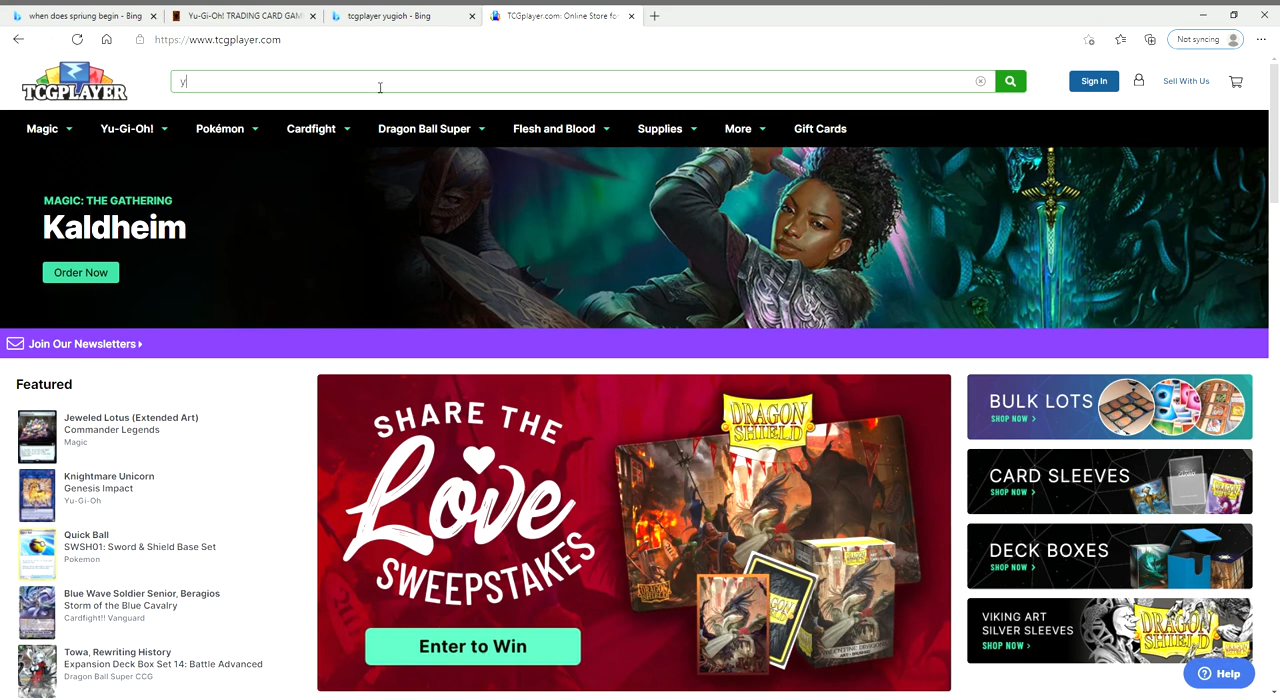 when does spriung begin - Bing
Yu-Gi-Oh! TRADING CARD GAM
tcgplayer yugioh - Bing
TCGplayer.com: Online Store fo
https://www.tcgplayer.com
Not syncing
TCGPLAYER
y
Sign In
Sell With Us
Magic
Yu-Gi-Oh!
Pokémon
Cardfight
Dragon Ball Super
Flesh and Blood
Supplies
More
Gift Cards
MAGIC: THE GATHERING
Kaldheim
Order Now
Join Our Newsletters
Featured
Jeweled Lotus (Extended Art)
Commander Legends
Magic
Knightmare Unicorn
Genesis Impact
Yu-Gi-Oh
Quick Ball
SWSH01: Sword & Shield Base Set
Pokemon
Blue Wave Soldier Senior, Beragios
Storm of the Blue Cavalry
Cardfight!! Vanguard
Towa, Rewriting History
Expansion Deck Box Set 14: Battle Advanced
Dragon Ball Super CCG
SHARE THE
Love
SWEEPSTAKES
Enter to Win
DRAGON
SHIELD
BULK LOTS
SHOP NOW >
CARD SLEEVES
SHOP NOW >
DECK BOXES
SHOP NOW >
VIKING ART
SILVER SLEEVES
SHOP NOW >
DRAGON
SHIELD
Help